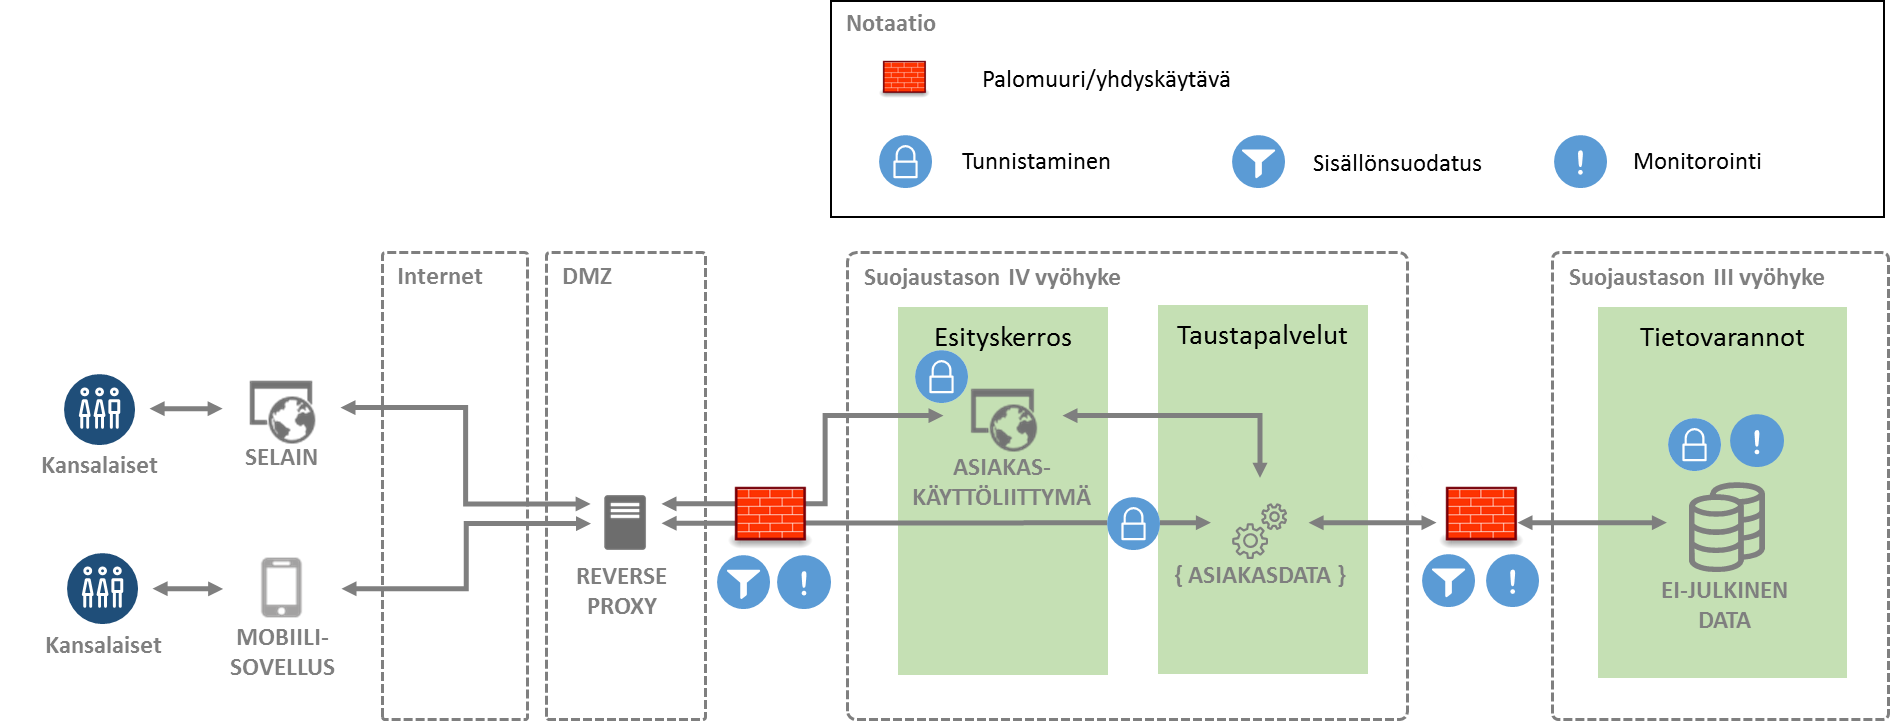 Notaatio
Palomuuri/yhdyskäytävä
Tunnistaminen
Sisällönsuodatus
Monitorointi
Internet
DMZ
Suojaustason IV vyöhyke
Suojaustason III vyöhyke
Esityskerros
Taustapalvelut
Tietovarannot
Kansalaiset
SELAIN
ASIAKAS-
KÄYTTÖLIITTYMÄ
REVERSE
PROXY
{ ASIAKASDATA }
EI-JULKINEN
DATA
Kansalaiset
MOBIILI-
SOVELLUS